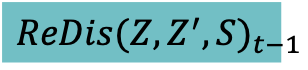 ReDis(Z, Z′, S)ₜ₋₁